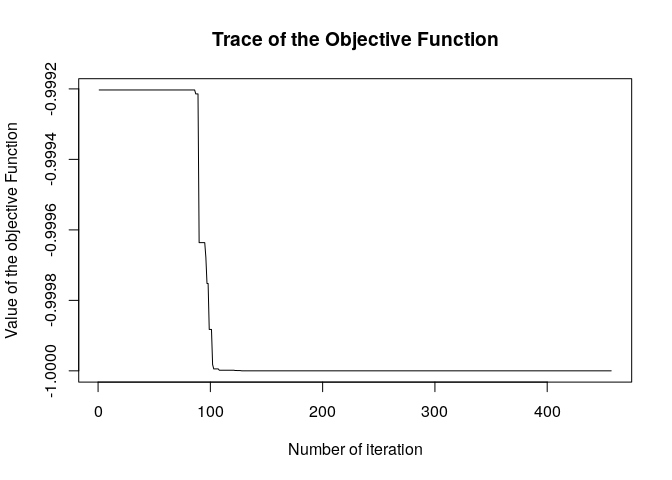 Trace of the Objective Function
Value of the objective Function
-0.9992
-0.9994
-0.9996
-0.9998
-1.0000
0 100 200 300 400
Number of iteration